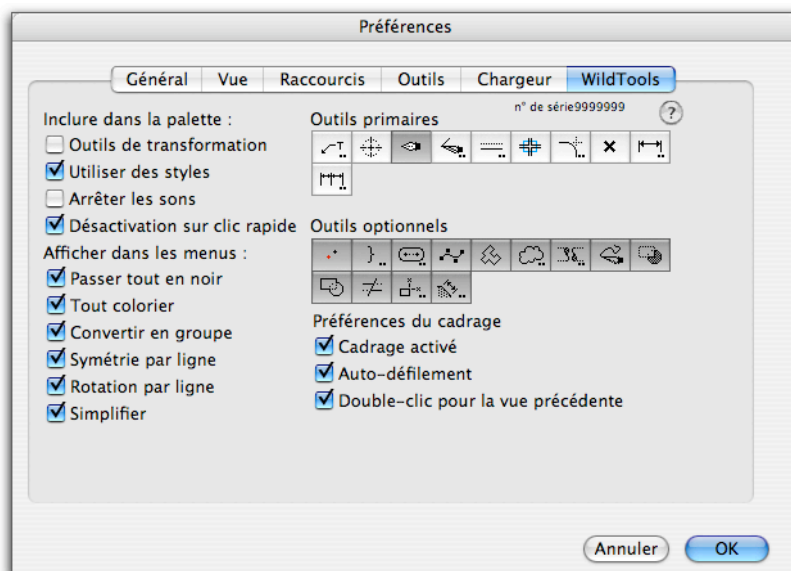 Préférences
Général Vue Raccourcis Outils Chargeur WildTools
n° de série9999999
?
Inclure dans la palette :
Outils de transformation
Utiliser des styles
Arrêter les sons
Désactivation sur clic rapide
Afficher dans les menus :
Passer tout en noir
Tout colorier
Convertir en groupe
Symétrie par ligne
Rotation par ligne
Simplifier
Outils primaires
Outils optionnels
Préférences du cadrage
Cadrage activé
Auto-défilement
Double-clic pour la vue précédente
Annuler OK